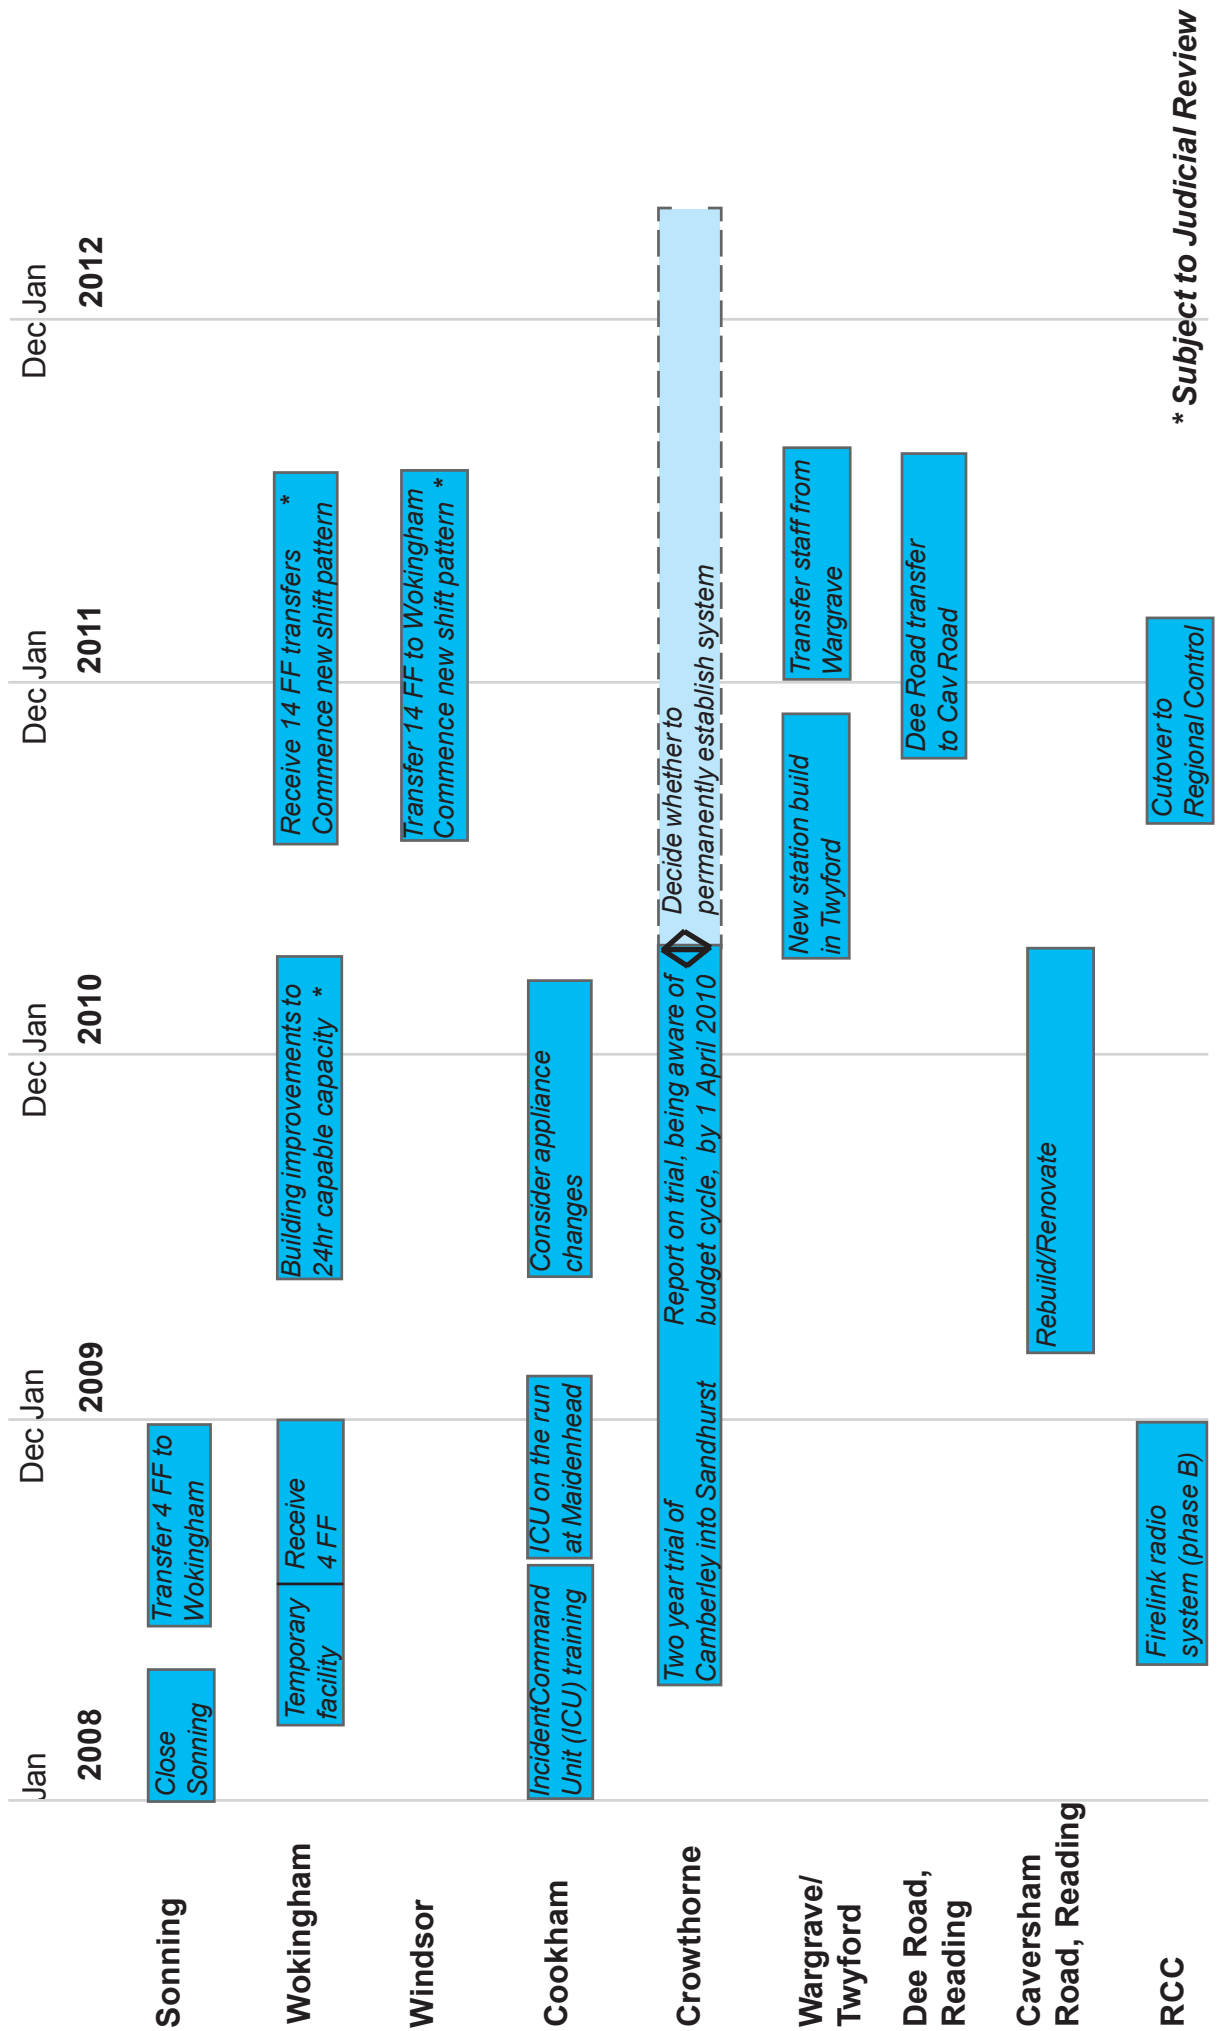 Jan
Dec Jan
Dec Jan
Dec Jan
Dec Jan
2008
2009
2010
2011
2012
Sonning
Close
Sonning
Transfer 4 FF to
Wokingham
Wokingham
Temporary
facility
Receive
4 FF
Building improvements to
24hr capable capacity *
Receive 14 FF transfers *
Commence new shift pattern
Windsor
Transfer 14 FF to Wokingham
Commence new shift pattern *
Cookham
IncidentCommand
Unit (ICU) training
ICU on the run
at Maidenhead
Consider appliance
changes
Crowthorne
Two year trial of
Camberley into Sandhurst
Report on trial, being aware of
budget cycle, by 1 April 2010
Decide whether to
permanently establish system
Wargrave/
Twyford
New station build
in Twyford
Transfer staff from
Wargrave
Dee Road,
Reading
Dee Road transfer
to Cav Road
Caversham
Road, Reading
Rebuild/Renovate
RCC
Firelink radio
system (phase B)
Cutover to
Regional Control
* Subject to Judicial Review